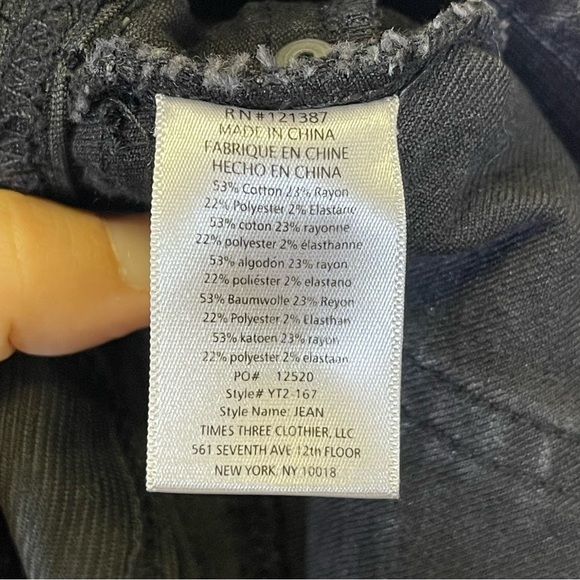 RN#121387
MADE IN CHINA
FABRIQUE EN CHINE
HECHO EN CHINA
53% Cotton 23% Rayon
22% Polyester 2% Elastane
53% coton 23% rayonne
22% polyester 2% élasthanne
53% algodón 23% rayon
22% poliéster 2% elastano
53% Baumwolle 23% Reyon
22% Polyester 2% Elasthan
53% katoen 23% rayon
22% polyester 2% elastaan
PO# 12520
Style# YT2-167
Style Name: JEAN
TIMES THREE CLOTHIER, LLC
561 SEVENTH AVE 12th FLOOR
NEW YORK, NY 10018